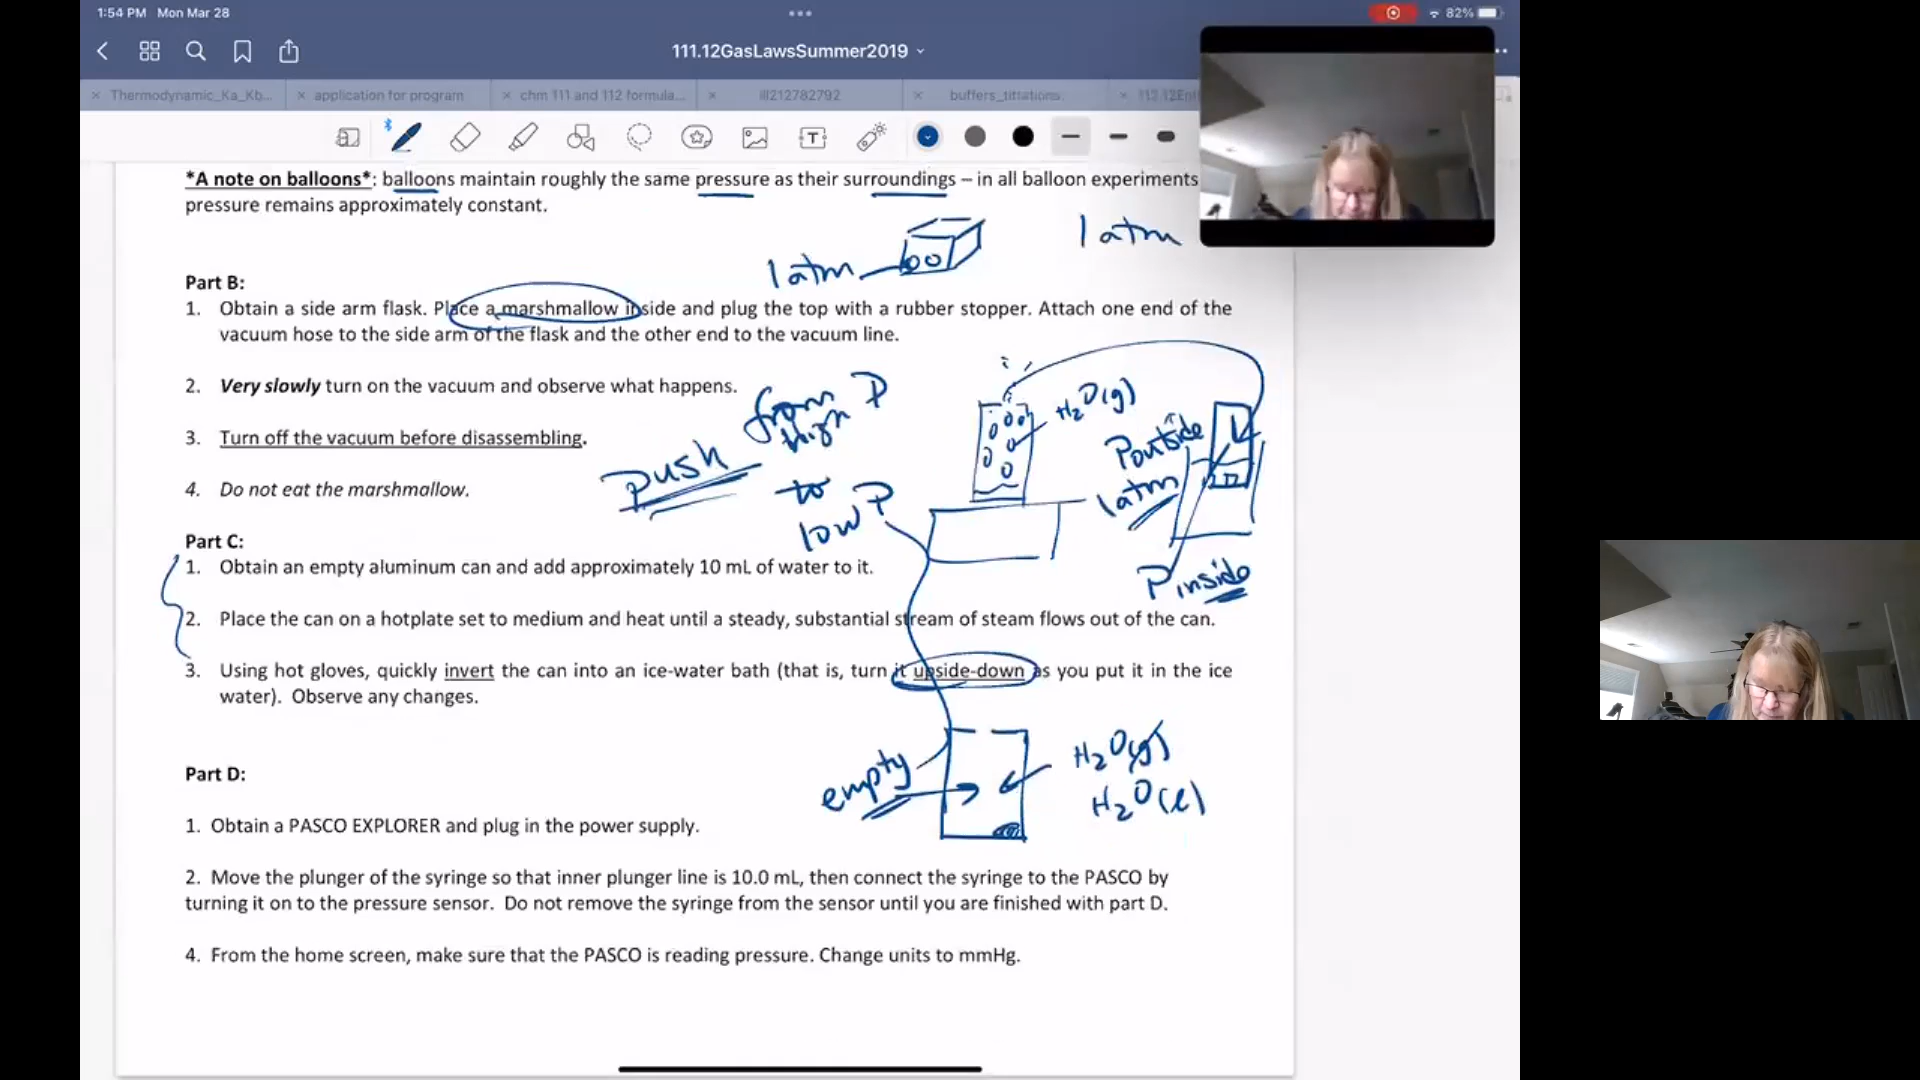 1:54 PM Mon Mar 28
82%
111.12GasLawsSummer2019
Thermodynamic_Ka_Kb...
application for program
chm 111 and 112 formula...
ill212782792
buffers_titrations.
*A note on balloons*: balloons maintain roughly the same pressure as their surroundings – in all balloon experiments
pressure remains approximately constant.
1 atm
1 atm
Part B:
1. Obtain a side arm flask. Place a marshmallow inside and plug the top with a rubber stopper. Attach one end of the
vacuum hose to the side arm of the flask and the other end to the vacuum line.
2. Very slowly turn on the vacuum and observe what happens.
3. Turn off the vacuum before disassembling.
4. Do not eat the marshmallow.
push
from high P
to
low P
H2O(g)
Poutside
1atm
Pinside
Part C:
1. Obtain an empty aluminum can and add approximately 10 mL of water to it.
2. Place the can on a hotplate set to medium and heat until a steady, substantial stream of steam flows out of the can.
3. Using hot gloves, quickly invert the can into an ice-water bath (that is, turn it upside-down as you put it in the ice
water). Observe any changes.
empty
H2O(g)
H2O(l)
Part D:
1. Obtain a PASCO EXPLORER and plug in the power supply.
2. Move the plunger of the syringe so that inner plunger line is 10.0 mL, then connect the syringe to the PASCO by
turning it on to the pressure sensor. Do not remove the syringe from the sensor until you are finished with part D.
4. From the home screen, make sure that the PASCO is reading pressure. Change units to mmHg.